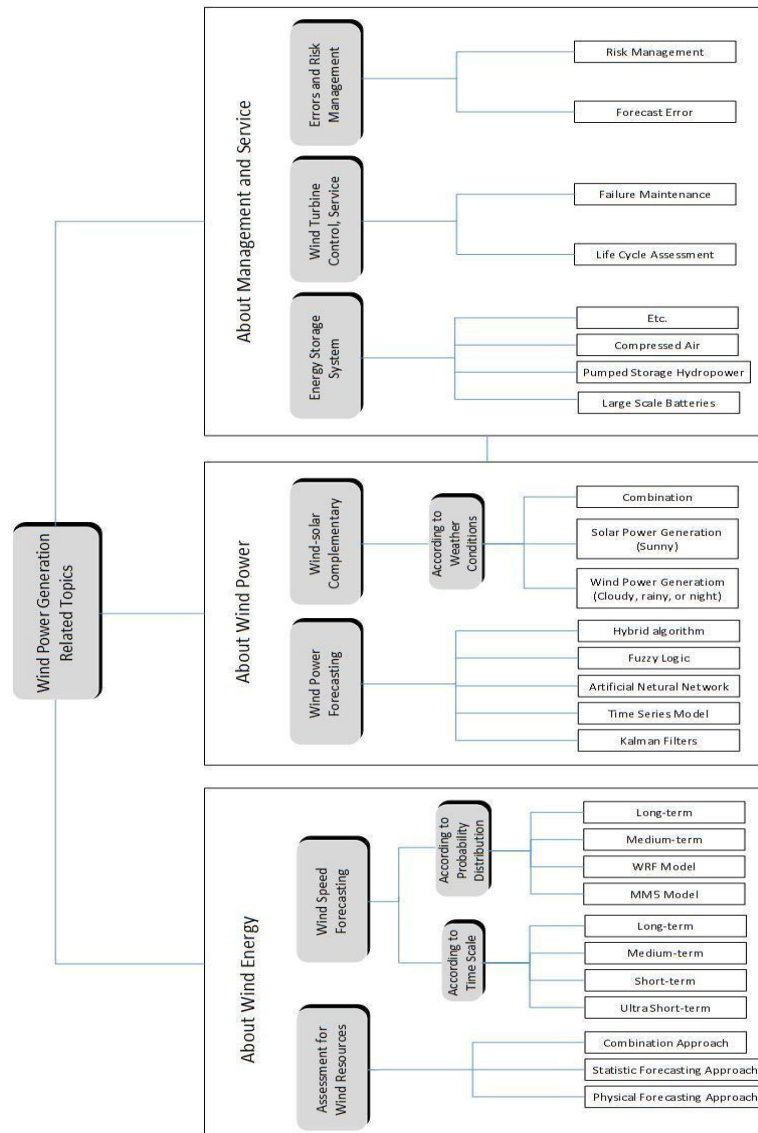 Wind Power Generation
Related Topics
About Wind Energy
Assessment for
Wind Resources
Physical Forecasting Approach
Statistic Forecasting Approach
Combination Approach
Wind Speed
Forecasting
According to
Time Scale
Ultra Short-term
Short-term
Medium-term
Long-term
According to
Probability
Distribution
MM5 Model
WRF Model
Medium-term
Long-term
About Wind Power
Wind Power
Forecasting
Kalman Filters
Time Series Model
Artificial Netural Network
Fuzzy Logic
Hybrid algorithm
Wind-solar
Complementary
According to
Weather
Conditions
Wind Power Generatiom
(Cloudy, rainy, or night)
Solar Power Generation
(Sunny)
Combination
About Management and Service
Energy Storage
System
Large Scale Batteries
Pumped Storage Hydropower
Compressed Air
Etc.
Wind Turbine
Control, Service
Life Cycle Assessment
Failure Maintenance
Errors and Risk
Management
Forecast Error
Risk Management